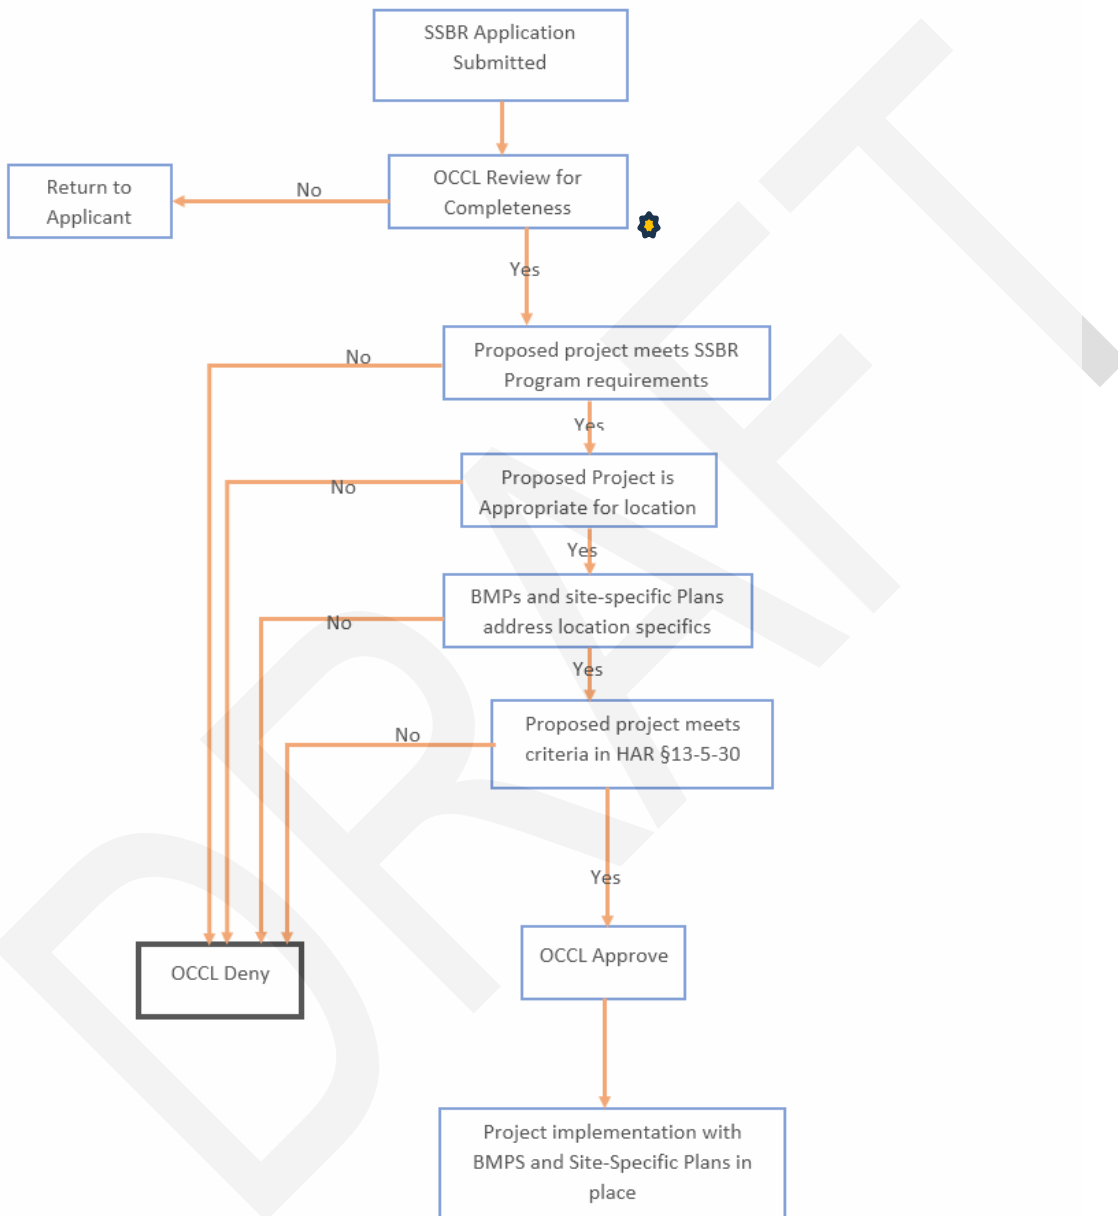 SSBR Application
Submitted
OCCL Review for
Completeness
No
Return to
Applicant
Yes
Proposed project meets SSBR
Program requirements
No
Yes
Proposed Project is
Appropriate for location
No
Yes
BMPs and site-specific Plans
address location specifics
No
Yes
Proposed project meets
criteria in HAR §13-5-30
No
Yes
OCCL Deny
OCCL Approve
Project implementation with
BMPS and Site-Specific Plans in
place
DRAFT